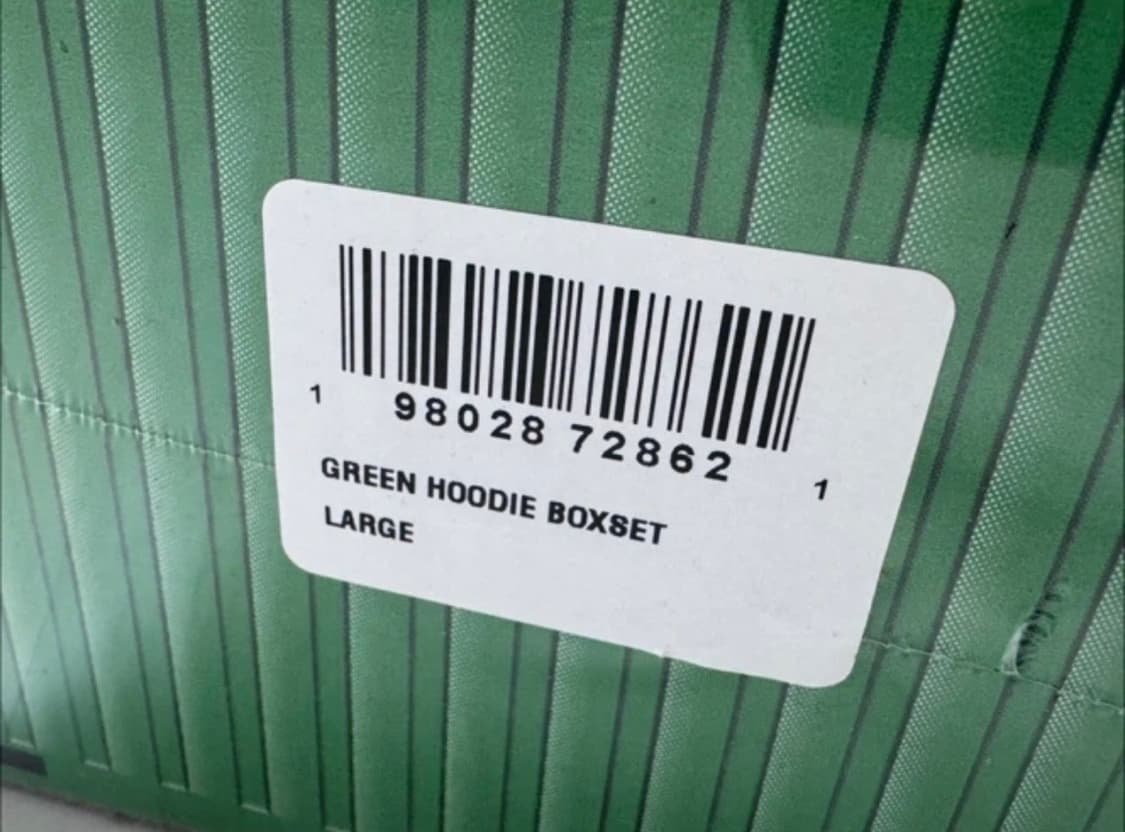 1 98028 72862 1
GREEN HOODIE BOXSET
LARGE